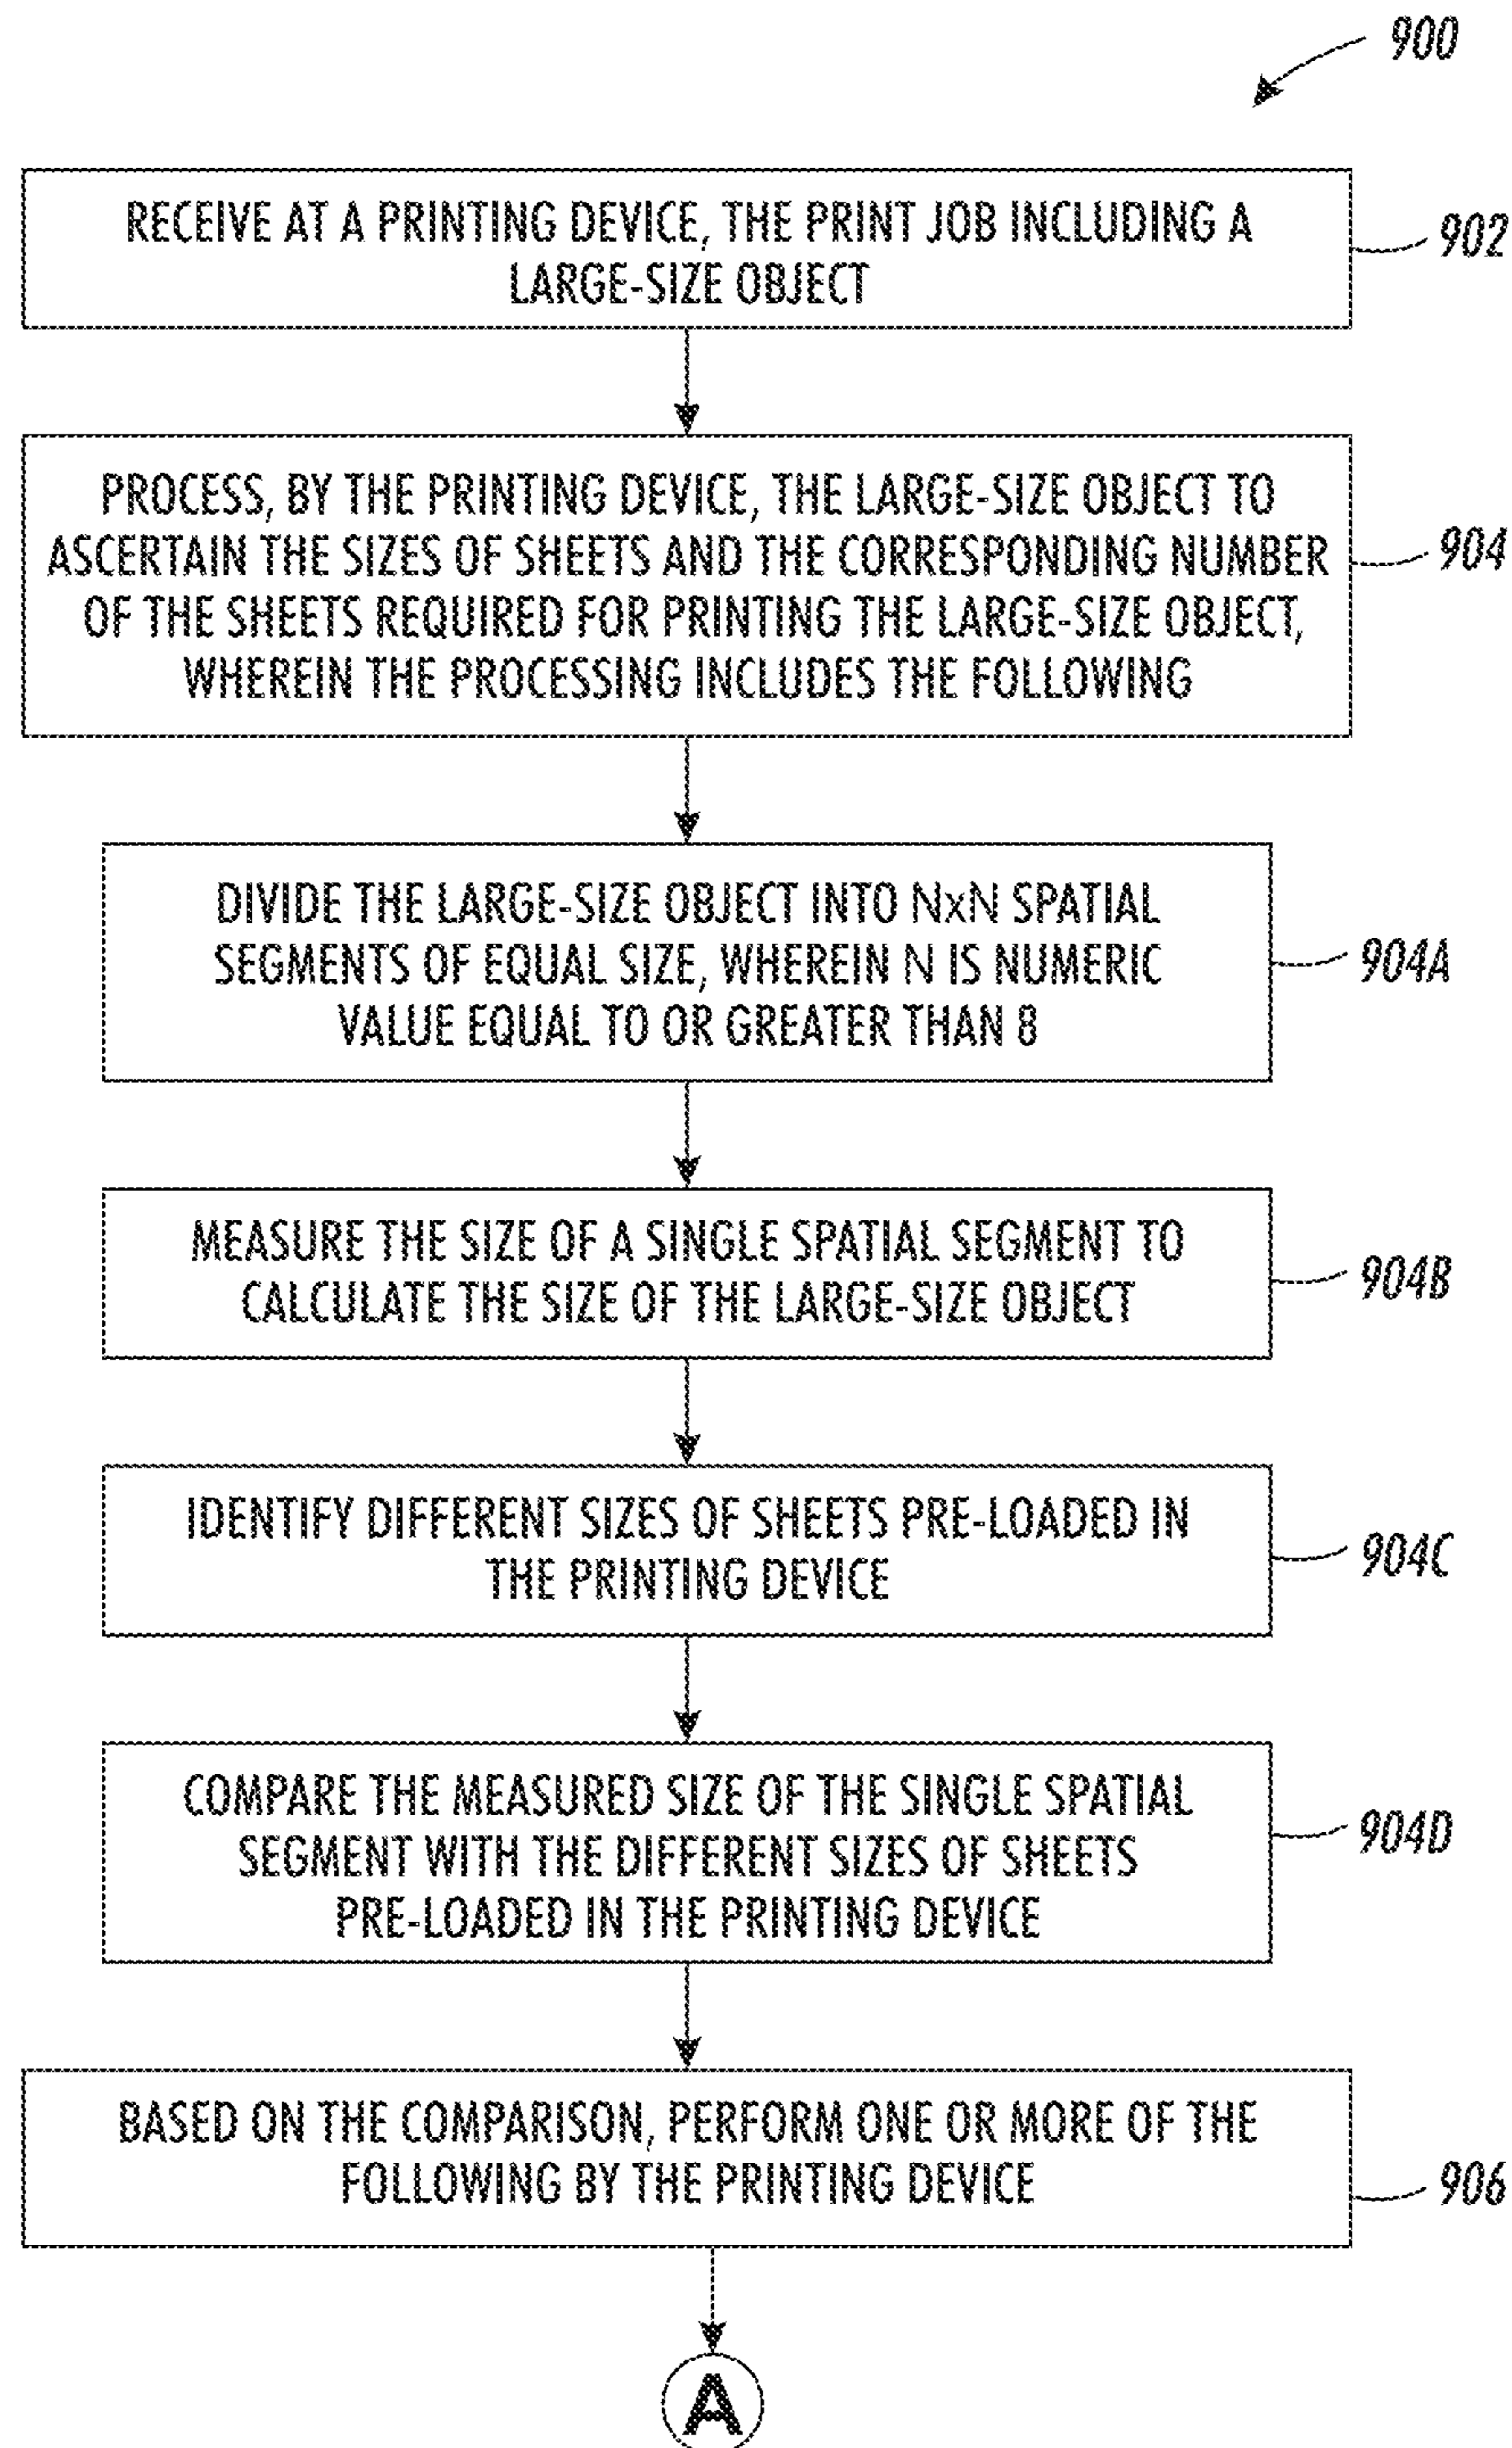 900
RECEIVE AT A PRINTING DEVICE, THE PRINT JOB INCLUDING A
LARGE-SIZE OBJECT
902
PROCESS, BY THE PRINTING DEVICE, THE LARGE-SIZE OBJECT TO
ASCERTAIN THE SIZES OF SHEETS AND THE CORRESPONDING NUMBER
OF THE SHEETS REQUIRED FOR PRINTING THE LARGE-SIZE OBJECT,
WHEREIN THE PROCESSING INCLUDES THE FOLLOWING
904
DIVIDE THE LARGE-SIZE OBJECT INTO NxN SPATIAL
SEGMENTS OF EQUAL SIZE, WHEREIN N IS NUMERIC
VALUE EQUAL TO OR GREATER THAN 8
904A
MEASURE THE SIZE OF A SINGLE SPATIAL SEGMENT TO
CALCULATE THE SIZE OF THE LARGE-SIZE OBJECT
904B
IDENTIFY DIFFERENT SIZES OF SHEETS PRE-LOADED IN
THE PRINTING DEVICE
904C
COMPARE THE MEASURED SIZE OF THE SINGLE SPATIAL
SEGMENT WITH THE DIFFERENT SIZES OF SHEETS
PRE-LOADED IN THE PRINTING DEVICE
904D
BASED ON THE COMPARISON, PERFORM ONE OR MORE OF THE
FOLLOWING BY THE PRINTING DEVICE
906
A